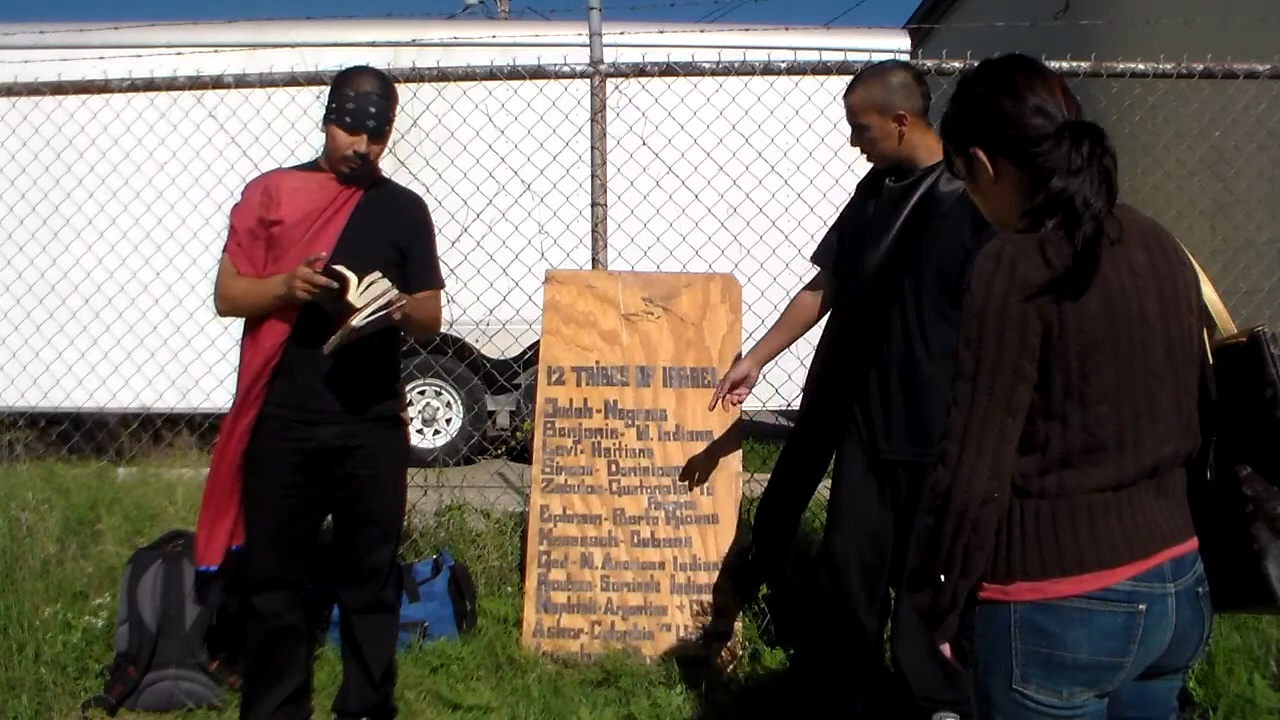 12 TRIBES OF ISRAEL
Judah - Negroes
Benjamin - W. Indians
Levi - Haitians
Simeon - Dominicans
Zebulon - Guatemala To
Panama
Ephraim - Puerto Ricans
Manasseh - Cubans
Gad - N. American Indians
Reuben - Seminole Indians
Naphtali - Argentina + C
Asher - Colombia